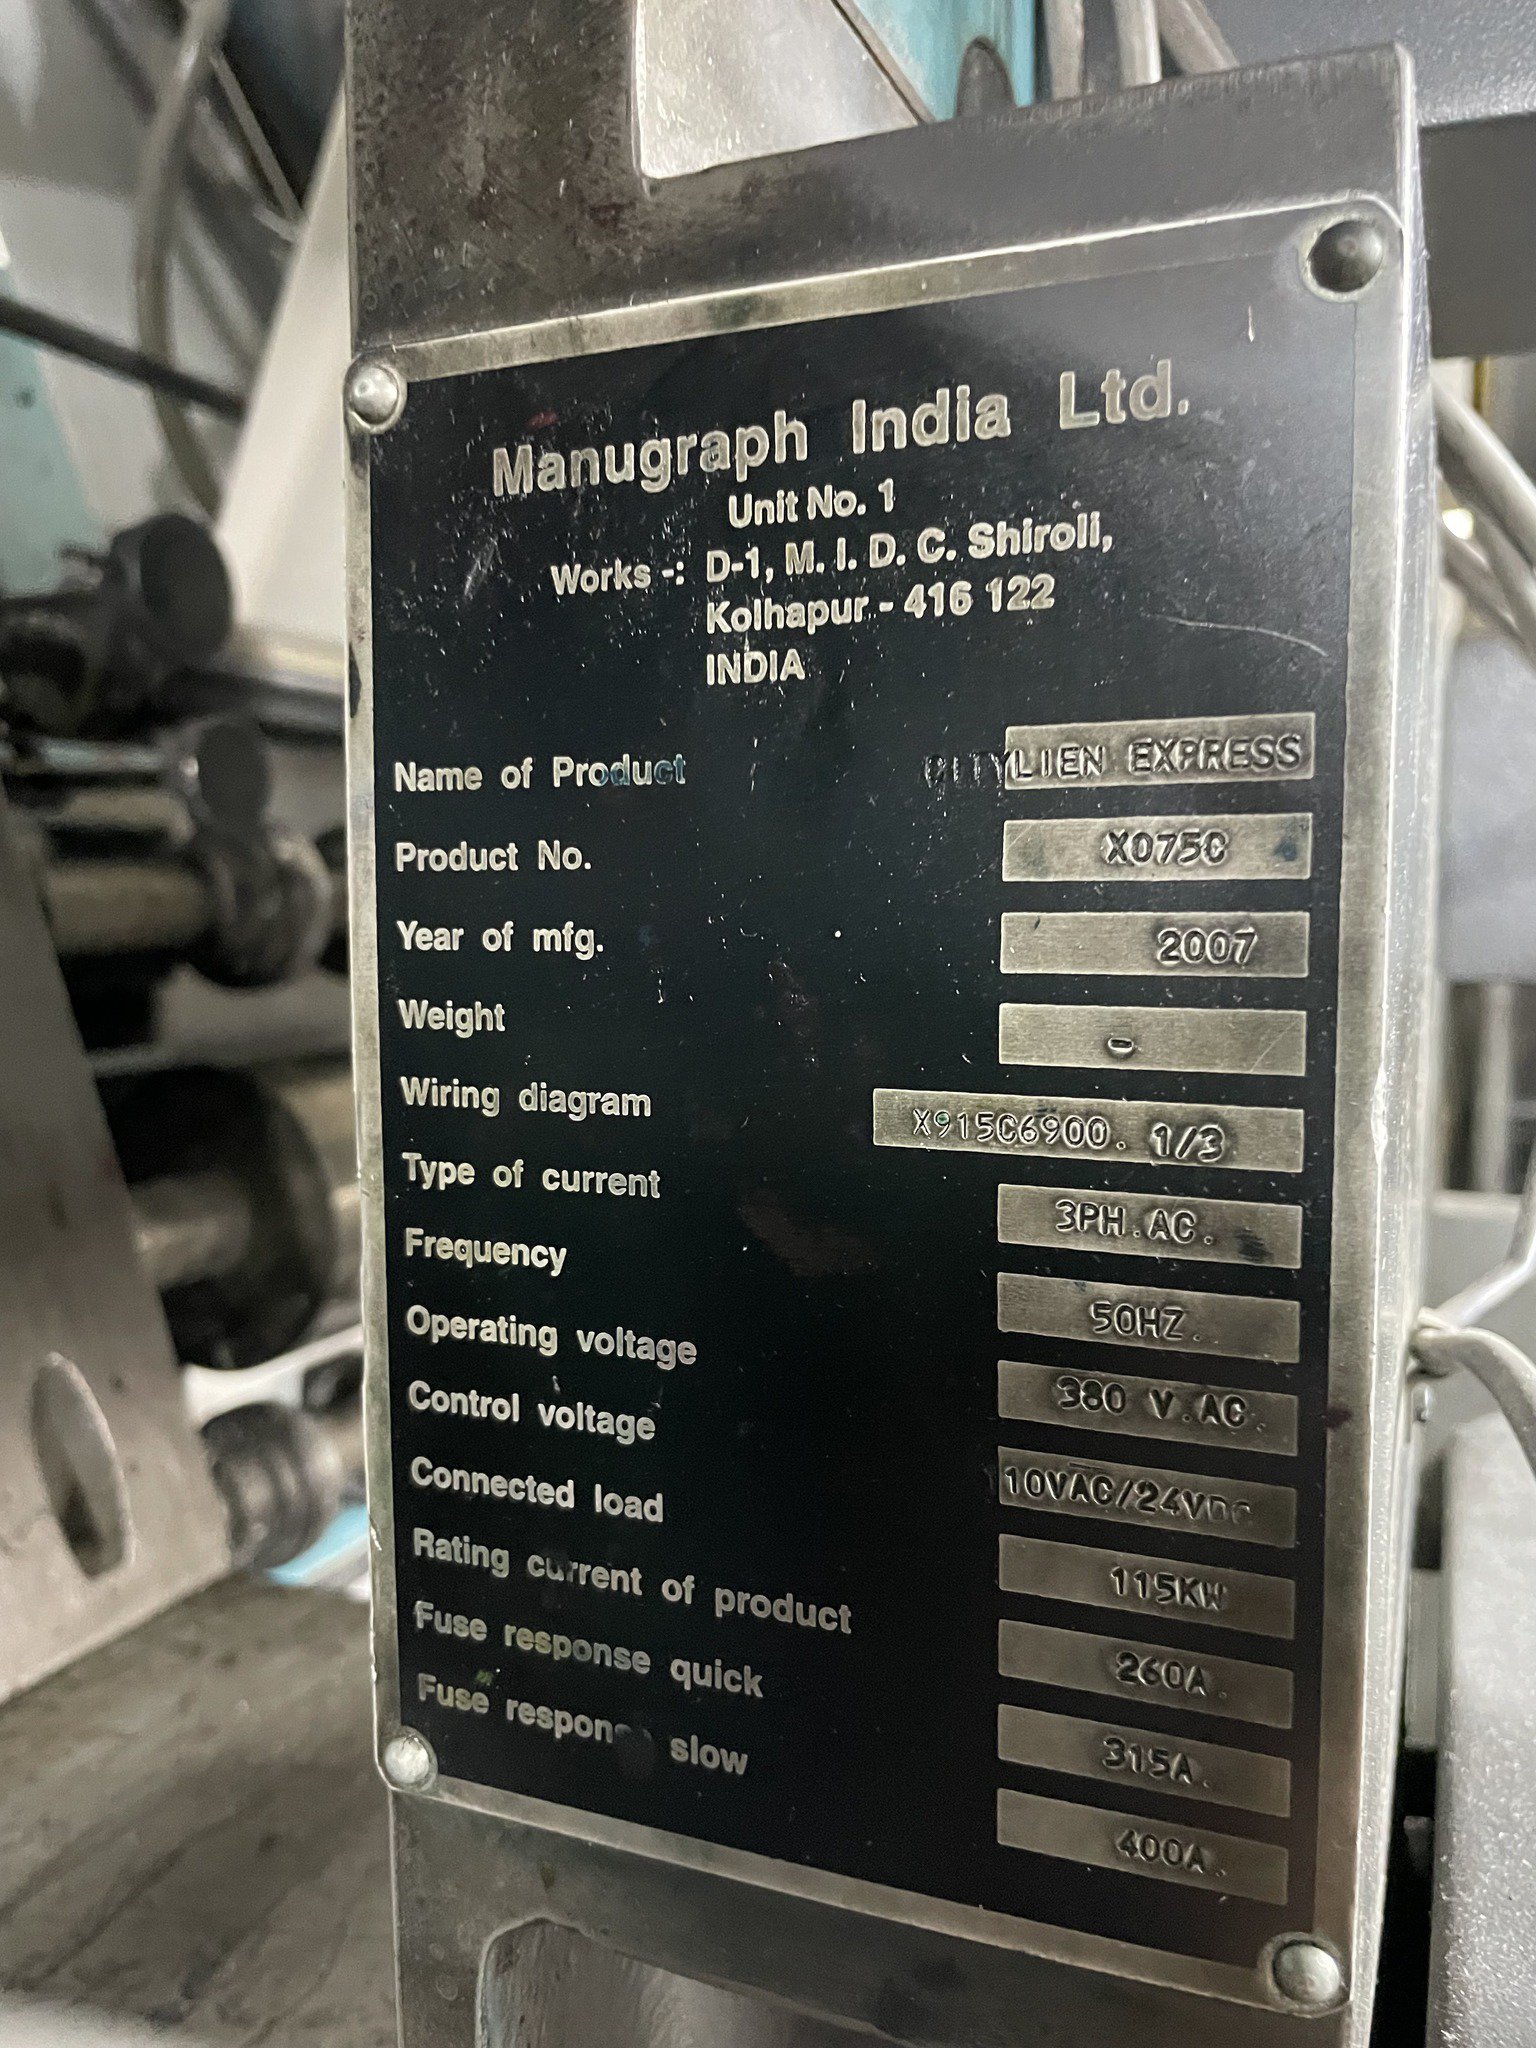 Manugraph India Ltd.
Unit No. 1
Works -: D-1, M. I. D. C. Shiroli,
Kolhapur - 416 122
INDIA
Name of Product CITYLIEN EXPRESS
Product No. X075C
Year of mfg. 2007
Weight -
Wiring diagram X915C6900. 1/3
Type of current 3PH.AC.
Frequency 50HZ.
Operating voltage 380 V.AC.
Control voltage 110VAC/24VDC
Connected load 115KW
Rating current of product 260A.
Fuse response quick 315A.
Fuse response slow 400A.